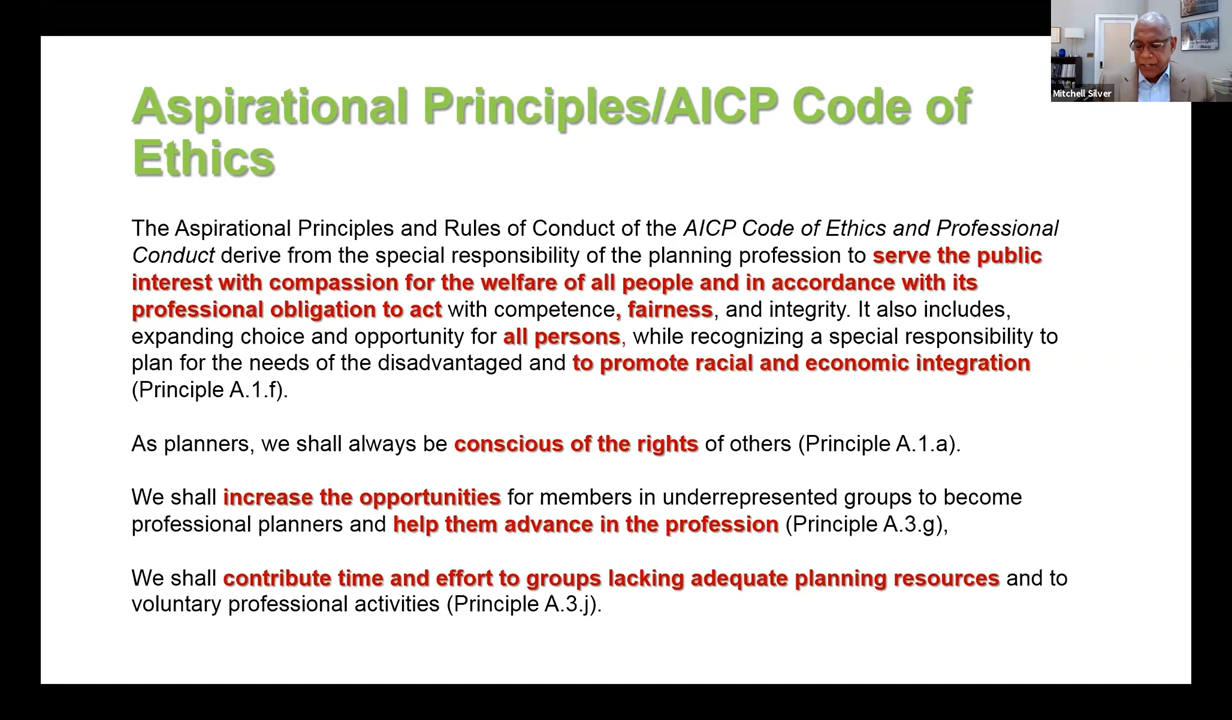 Aspirational Principles/AICP Code of
Ethics
The Aspirational Principles and Rules of Conduct of the AICP Code of Ethics and Professional
Conduct derive from the special responsibility of the planning profession to serve the public
interest with compassion for the welfare of all people and in accordance with its
professional obligation to act with competence, fairness, and integrity. It also includes,
expanding choice and opportunity for all persons, while recognizing a special responsibility to
plan for the needs of the disadvantaged and to promote racial and economic integration
(Principle A.1.f).
As planners, we shall always be conscious of the rights of others (Principle A.1.a).
We shall increase the opportunities for members in underrepresented groups to become
professional planners and help them advance in the profession (Principle A.3.g),
We shall contribute time and effort to groups lacking adequate planning resources and to
voluntary professional activities (Principle A.3.j).
Mitchell Silver